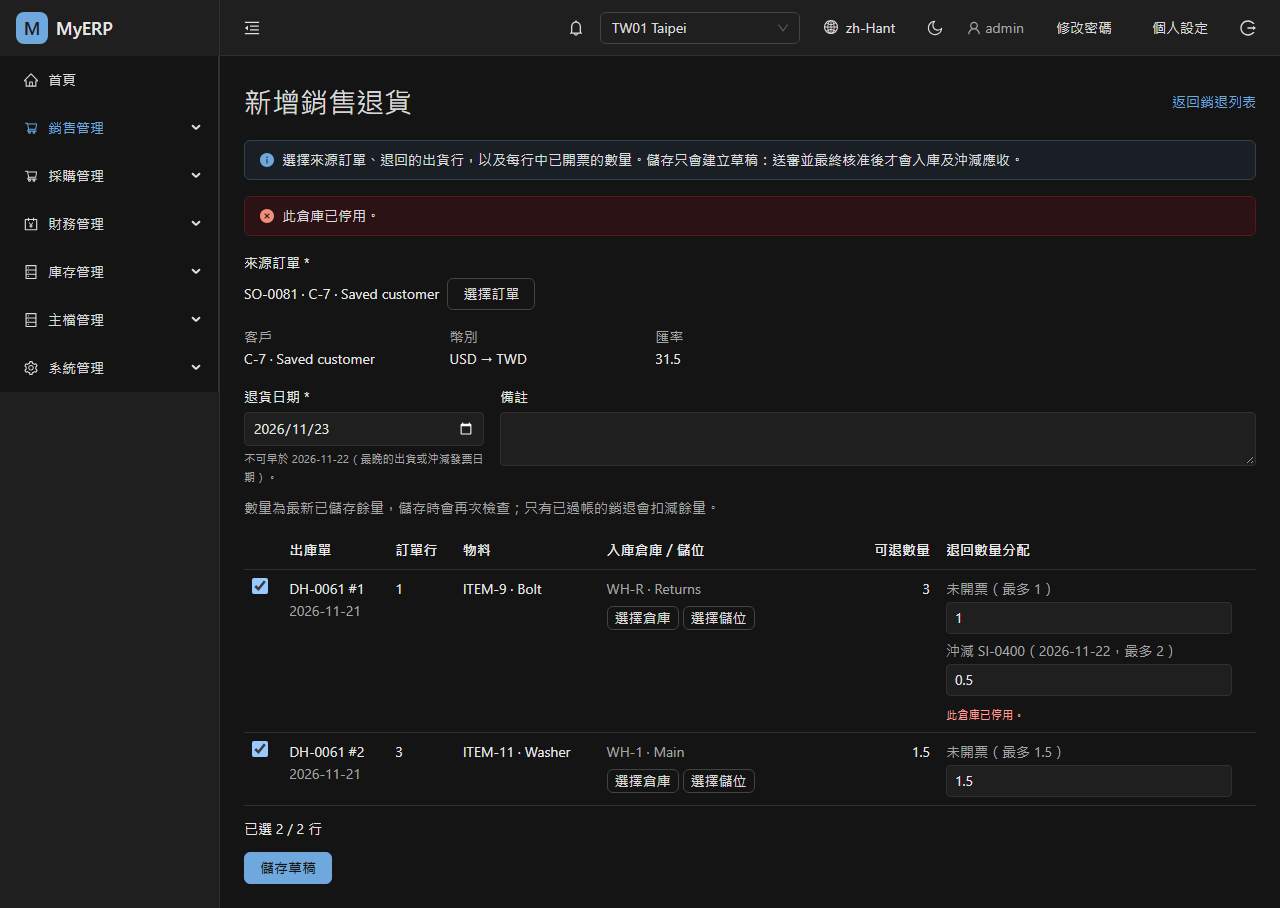 M MyERP
TW01 Taipei
zh-Hant
admin
修改密碼
個人設定
首頁
銷售管理
採購管理
財務管理
庫存管理
主檔管理
系統管理
新增銷售退貨
返回銷退列表
選擇來源訂單、退回的出貨行，以及每行中已開票的數量。儲存只會建立草稿：送審並最終核准後才會入庫及沖減應收。
此倉庫已停用。
來源訂單 *
SO-0081 · C-7 · Saved customer 選擇訂單
客戶 幣別 匯率
C-7 · Saved customer USD → TWD 31.5
退貨日期 * 備註
2026/11/23
不可早於 2026-11-22（最晚的出貨或沖減發票日
期）。
數量為最新已儲存餘量，儲存時會再次檢查；只有已過帳的銷退會扣減餘量。
出庫單 訂單行 物料 入庫倉庫 / 儲位 可退數量 退回數量分配
DH-0061 #1 1 ITEM-9 · Bolt WH-R · Returns 3 未開票（最多 1）
2026-11-21 選擇倉庫 選擇儲位 1
沖減 SI-0400（2026-11-22，最多 2）
0.5
此倉庫已停用。
DH-0061 #2 3 ITEM-11 · Washer WH-1 · Main 1.5 未開票（最多 1.5）
2026-11-21 選擇倉庫 選擇儲位 1.5
已選 2 / 2 行
儲存草稿